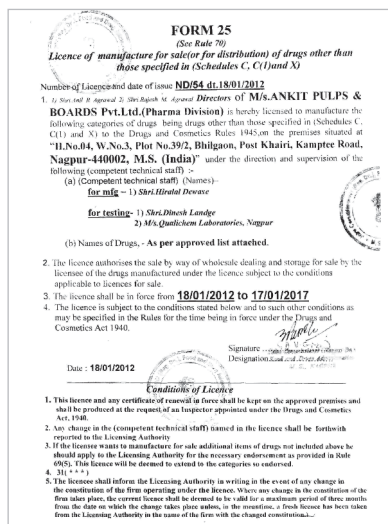 FORM 25
(See Rule 70)
Licence of manufacture for sale(or for distribution) of drugs other than
those specified in (Schedules C, C(1)and X)
Number of Licence and date of issue ND/54 dt.18/01/2012
1. 1) Shri.Anil B Agrawal 2) Shri.Rajesh M. Agrawal Directors of M/s.ANKIT PULPS &
BOARDS Pvt.Ltd.(Pharma Division) is hereby licensed to manufacture the
following categories of drugs being drugs other than those specified in (Schedules C,
C(1) and X) to the Drugs and Cosmetics Rules 1945,on the premises situated at
"H.No.04, W.No.3, Plot No.39/2, Bhilgaon, Post Khairi, Kamptee Road,
Nagpur-440002, M.S. (India)" under the direction and supervision of the
following (competent technical staff) :-
(a) (Competent technical staff) (Names)–
for mfg – 1) Shri.Hiralal Dewase
for testing- 1) Shri.Dinesh Landge
2) M/s.Qualichem Laboratories, Nagpur
(b) Names of Drugs, - As per approved list attached.
2. The licence authorises the sale by way of wholesale dealing and storage for sale by the
licensee of the drugs manufactured under the licence subject to the conditions
applicable to licences for sale.
3. The licence shall be in force from 18/01/2012 to 17/01/2017
4. The licence is subject to the conditions stated below and to such other conditions as
may be specified in the Rules for the time being in force under the Drugs and
Cosmetics Act 1940.
Signature
Designation
Date : 18/01/2012
Conditions of Licence
1. This licence and any certificate of renewal in force shall be kept on the approved premises and
shall be produced at the request of an Inspector appointed under the Drugs and Cosmetics
Act, 1940.
2. Any change in the (competent technical staff) named in the licence shall be forthwith
reported to the Licensing Authority
3. If the licensee wants to manufacture for sale additional items of drugs not included above he
should apply to the Licensing Authority for the necessary endorsement as provided in Rule
69(5). This licence will be deemed to extend to the categories so endorsed.
4. 31( * * * )
5. The licencee shall inform the Licensing Authority in writing in the event of any change in
the constitution of the firm operating under the licence. Where any change in the constitution of the
firm takes place, the current licence shall be deemed to be valid for a maximum period of three months
from the date on which the change takes place unless, in the meantime, a fresh licence has been taken
from the Licensing Authority in the name of the firm with the changed constitution.